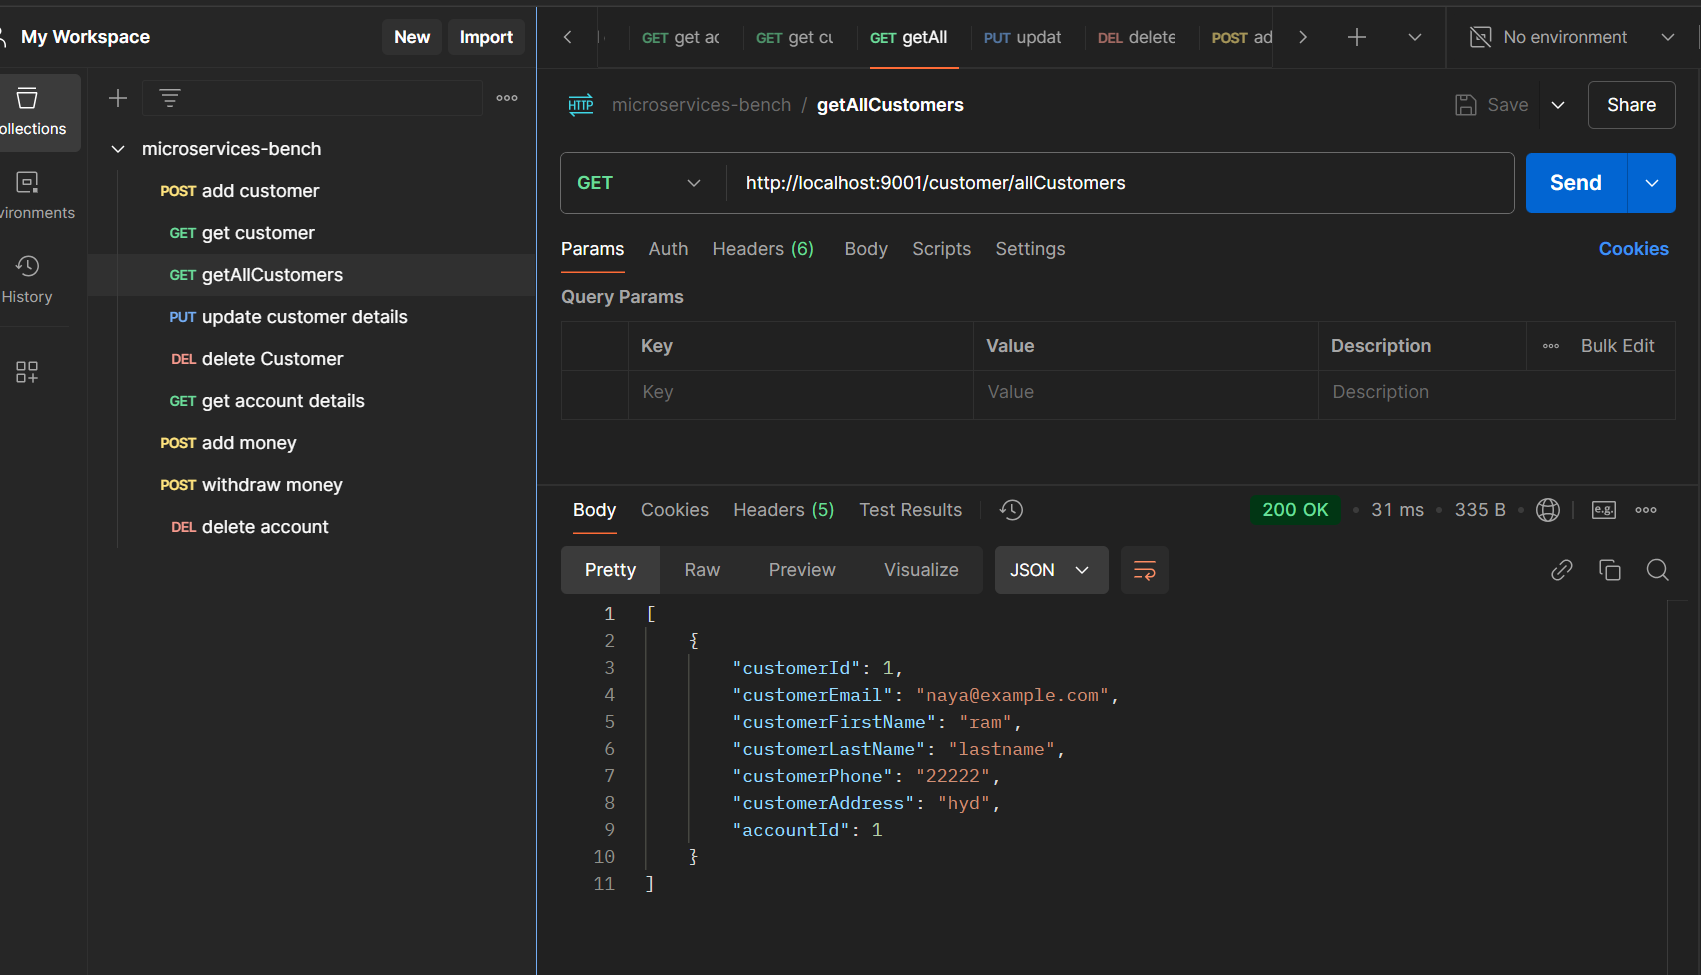 My Workspace
New
Import
GET get ac
GET get cu
GET getAll
PUT updat
DEL delete
POST ad
No environment
ollections
vironments
History
microservices-bench
POST add customer
GET get customer
GET getAllCustomers
PUT update customer details
DEL delete Customer
GET get account details
POST add money
POST withdraw money
DEL delete account
HTTP microservices-bench / getAllCustomers
Save
Share
GET
http://localhost:9001/customer/allCustomers
Send
Params
Auth
Headers (6)
Body
Scripts
Settings
Cookies
Query Params
Key
Value
Description
Bulk Edit
Key
Value
Description
Body
Cookies
Headers (5)
Test Results
200 OK
31 ms
335 B
e.g.
Pretty
Raw
Preview
Visualize
JSON
1 [
2 {
3 "customerId": 1,
4 "customerEmail": "naya@example.com",
5 "customerFirstName": "ram",
6 "customerLastName": "lastname",
7 "customerPhone": "22222",
8 "customerAddress": "hyd",
9 "accountId": 1
10 }
11 ]